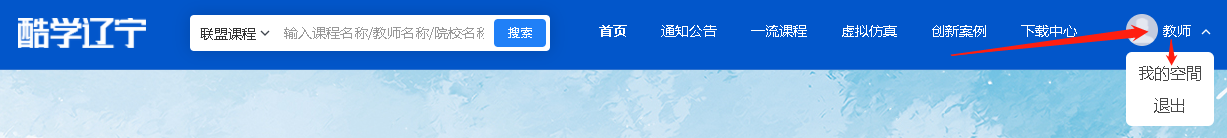 酷学辽宁 联盟课程 输入课程名称/教师名称/院校名 搜索 首页 通知公告 一流课程 虚拟仿真 创新案例 下载中心 教师
我的空間
退出